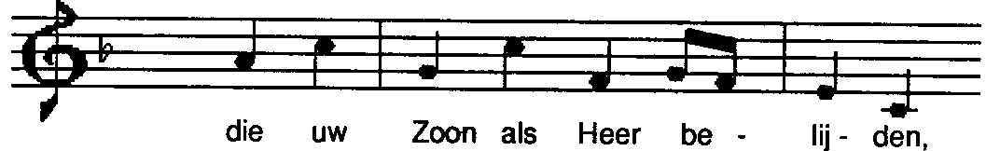 die uw Zoon als Heer be - lij - den,